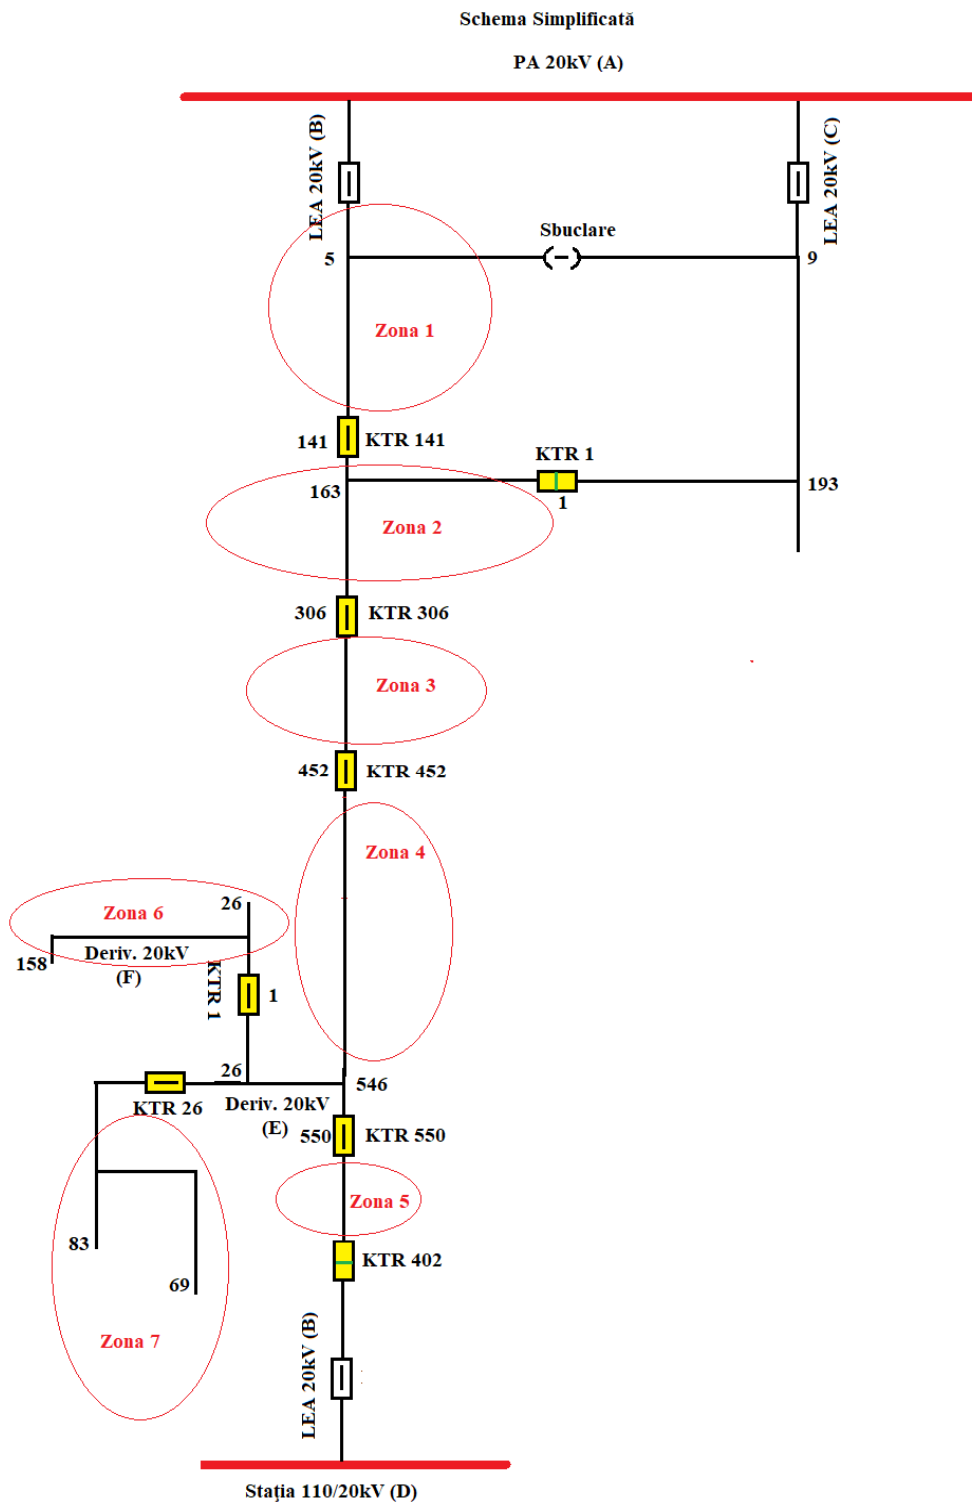 Schema Simplificată
PA 20kV (A)
LEA 20kV (B)
LEA 20kV (C)
Sbuclare
5
9
Zona 1
141
KTR 141
KTR 1
163
1
193
Zona 2
306
KTR 306
Zona 3
452
KTR 452
Zona 4
26
Zona 6
Deriv. 20kV
(F)
158
KTR 1
1
26
546
KTR 26
Deriv. 20kV
(E)
550
KTR 550
Zona 5
83
KTR 402
69
Zona 7
LEA 20kV (B)
Staţia 110/20kV (D)